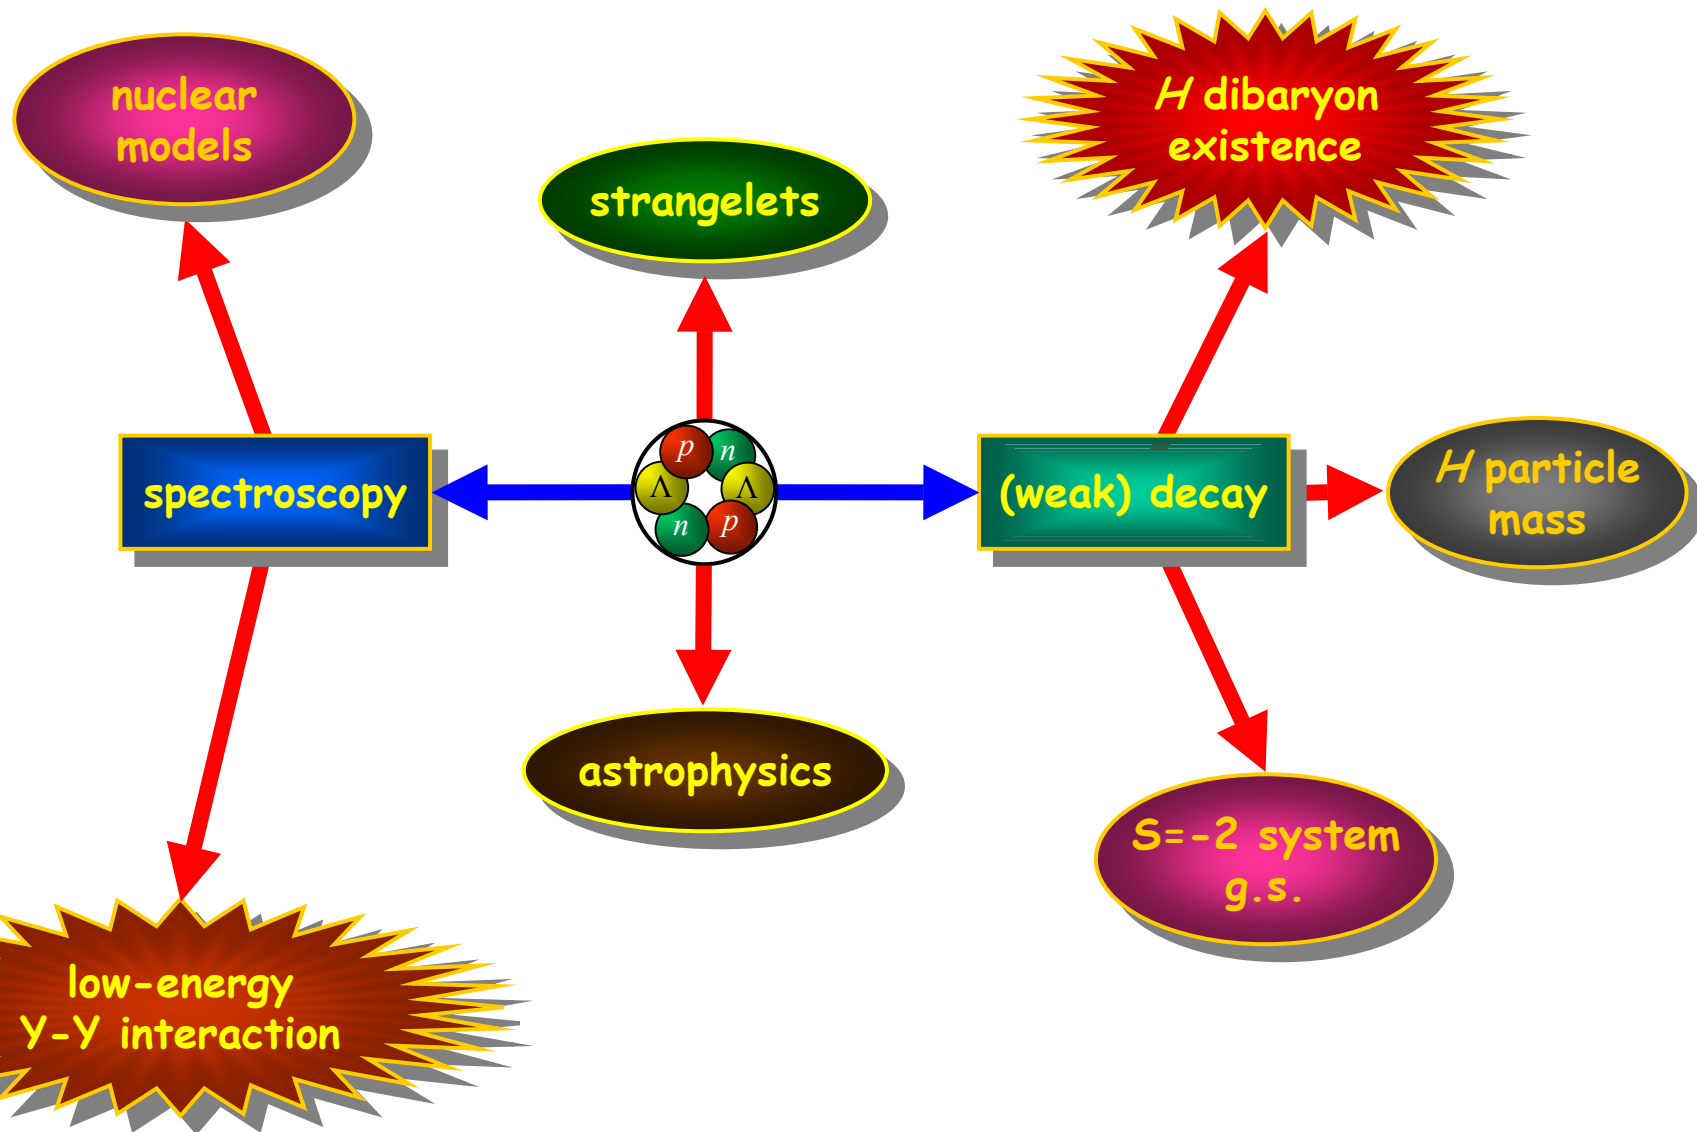 nuclear
models
H dibaryon
existence
strangelets
spectroscopy
p
n
Λ
Λ
n
p
(weak) decay
H particle
mass
astrophysics
S=-2 system
g.s.
low-energy
Y-Y interaction